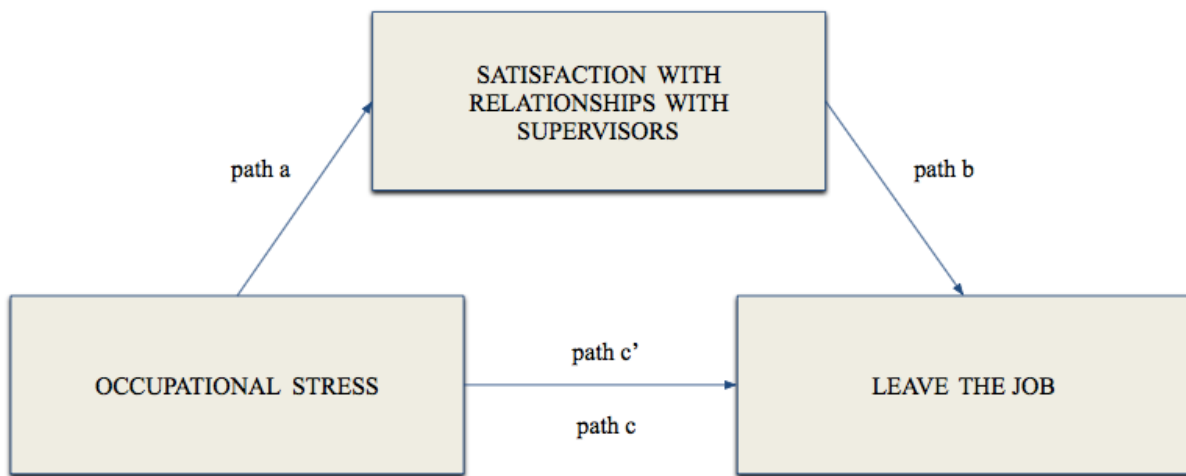 SATISFACTION WITH
RELATIONSHIPS WITH
SUPERVISORS
path a
path b
path c’
OCCUPATIONAL STRESS
LEAVE THE JOB
path c